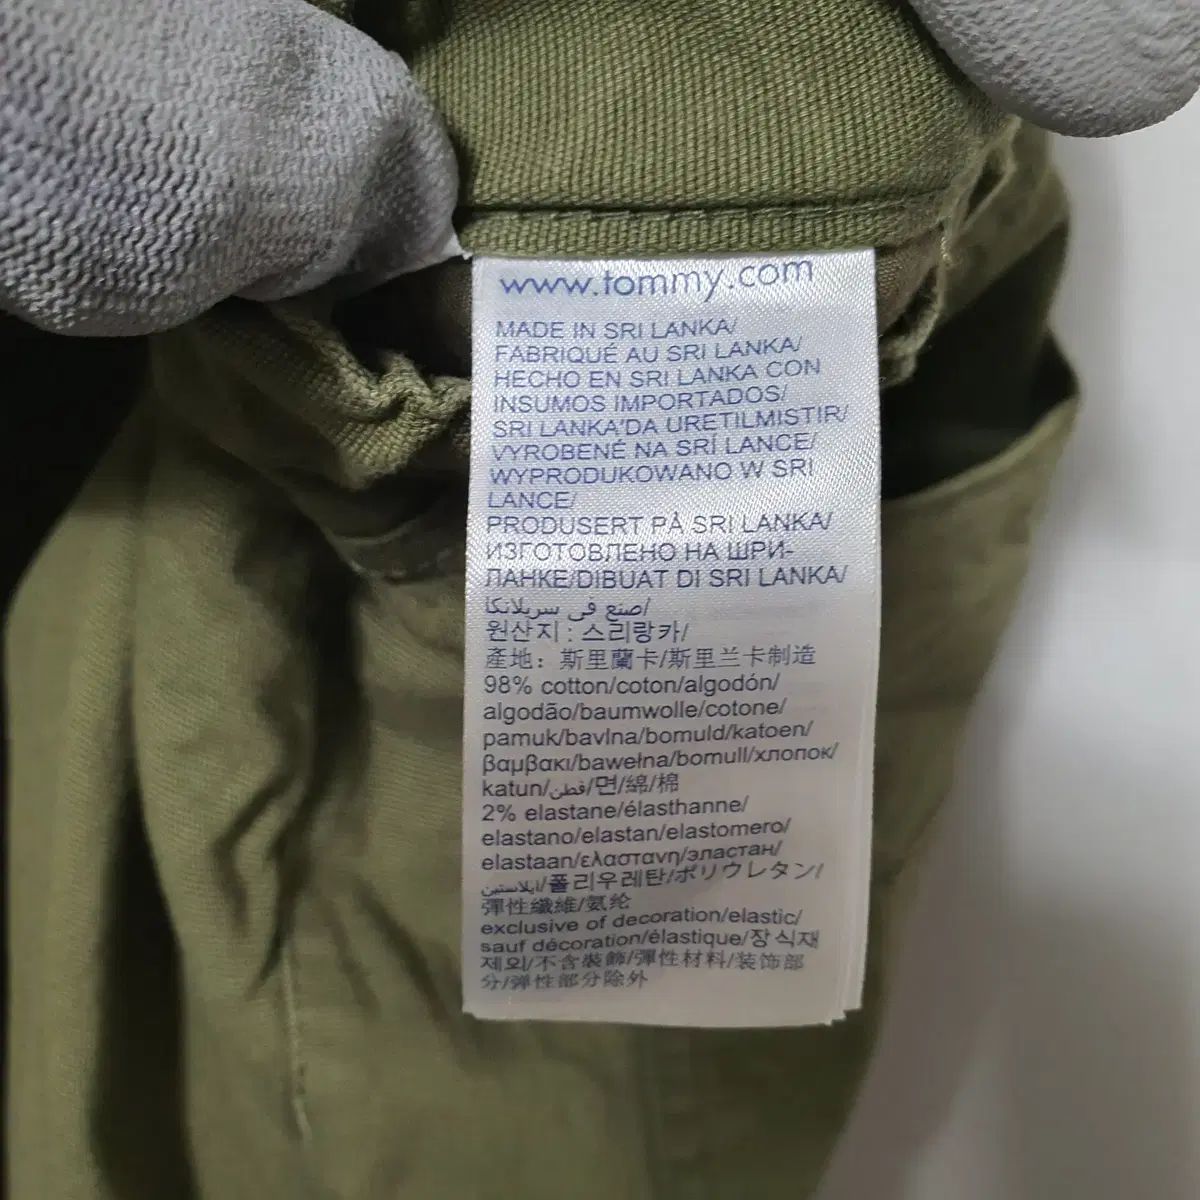 www.tommy.com
MADE IN SRI LANKA/
FABRIQUÉ AU SRI LANKA/
HECHO EN SRI LANKA CON
INSUMOS IMPORTADOS/
SRI LANKA'DA URETILMISTIR/
VYROBENÉ NA SRÍ LANCE/
WYPRODUKOWANO W SRI
LANCE/
PRODUSERT PÅ SRI LANKA/
ИЗГОТОВЛЕНО НА ШРИ-
ЛАНКЕ/DIBUAT DI SRI LANKA/
صنع في سريلانكا/
원산지 : 스리랑카/
產地: 斯里蘭卡/斯里兰卡制造
98% cotton/coton/algodón/
algodão/baumwolle/cotone/
pamuk/bavlna/bomuld/katoen/
βαμβακι/bawełna/bomull/хлопок/
katun/قطن/면/綿/棉
2% elastane/élasthanne/
elastano/elastan/elastomero/
elastaan/ελαστανη/эластан/
ايلاستين/폴리우레탄/ポリウレタン/
彈性纖維/氨纶
exclusive of decoration/elastic/
sauf décoration/élastique/장식재
제외/不含裝飾/彈性材料/装饰部
分/弹性部分除外